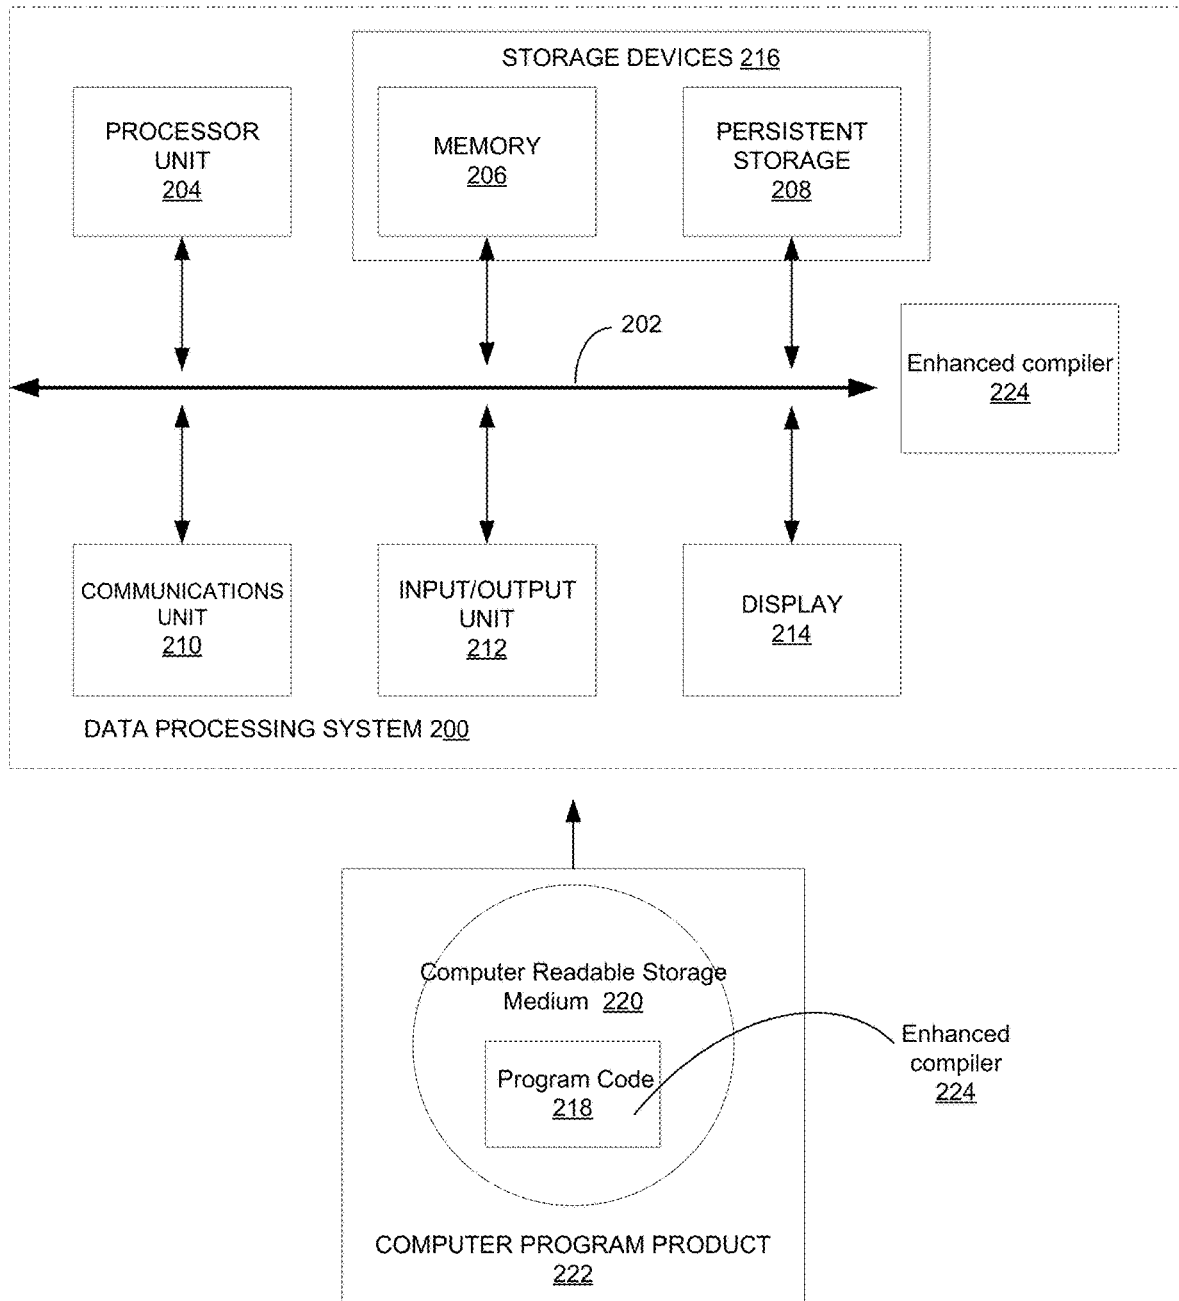 STORAGE DEVICES 216
PROCESSOR
UNIT
204
MEMORY
206
PERSISTENT
STORAGE
208
202
Enhanced compiler
224
COMMUNICATIONS
UNIT
210
INPUT/OUTPUT
UNIT
212
DISPLAY
214
DATA PROCESSING SYSTEM 200
Computer Readable Storage
Medium 220
Program Code
218
Enhanced
compiler
224
COMPUTER PROGRAM PRODUCT
222